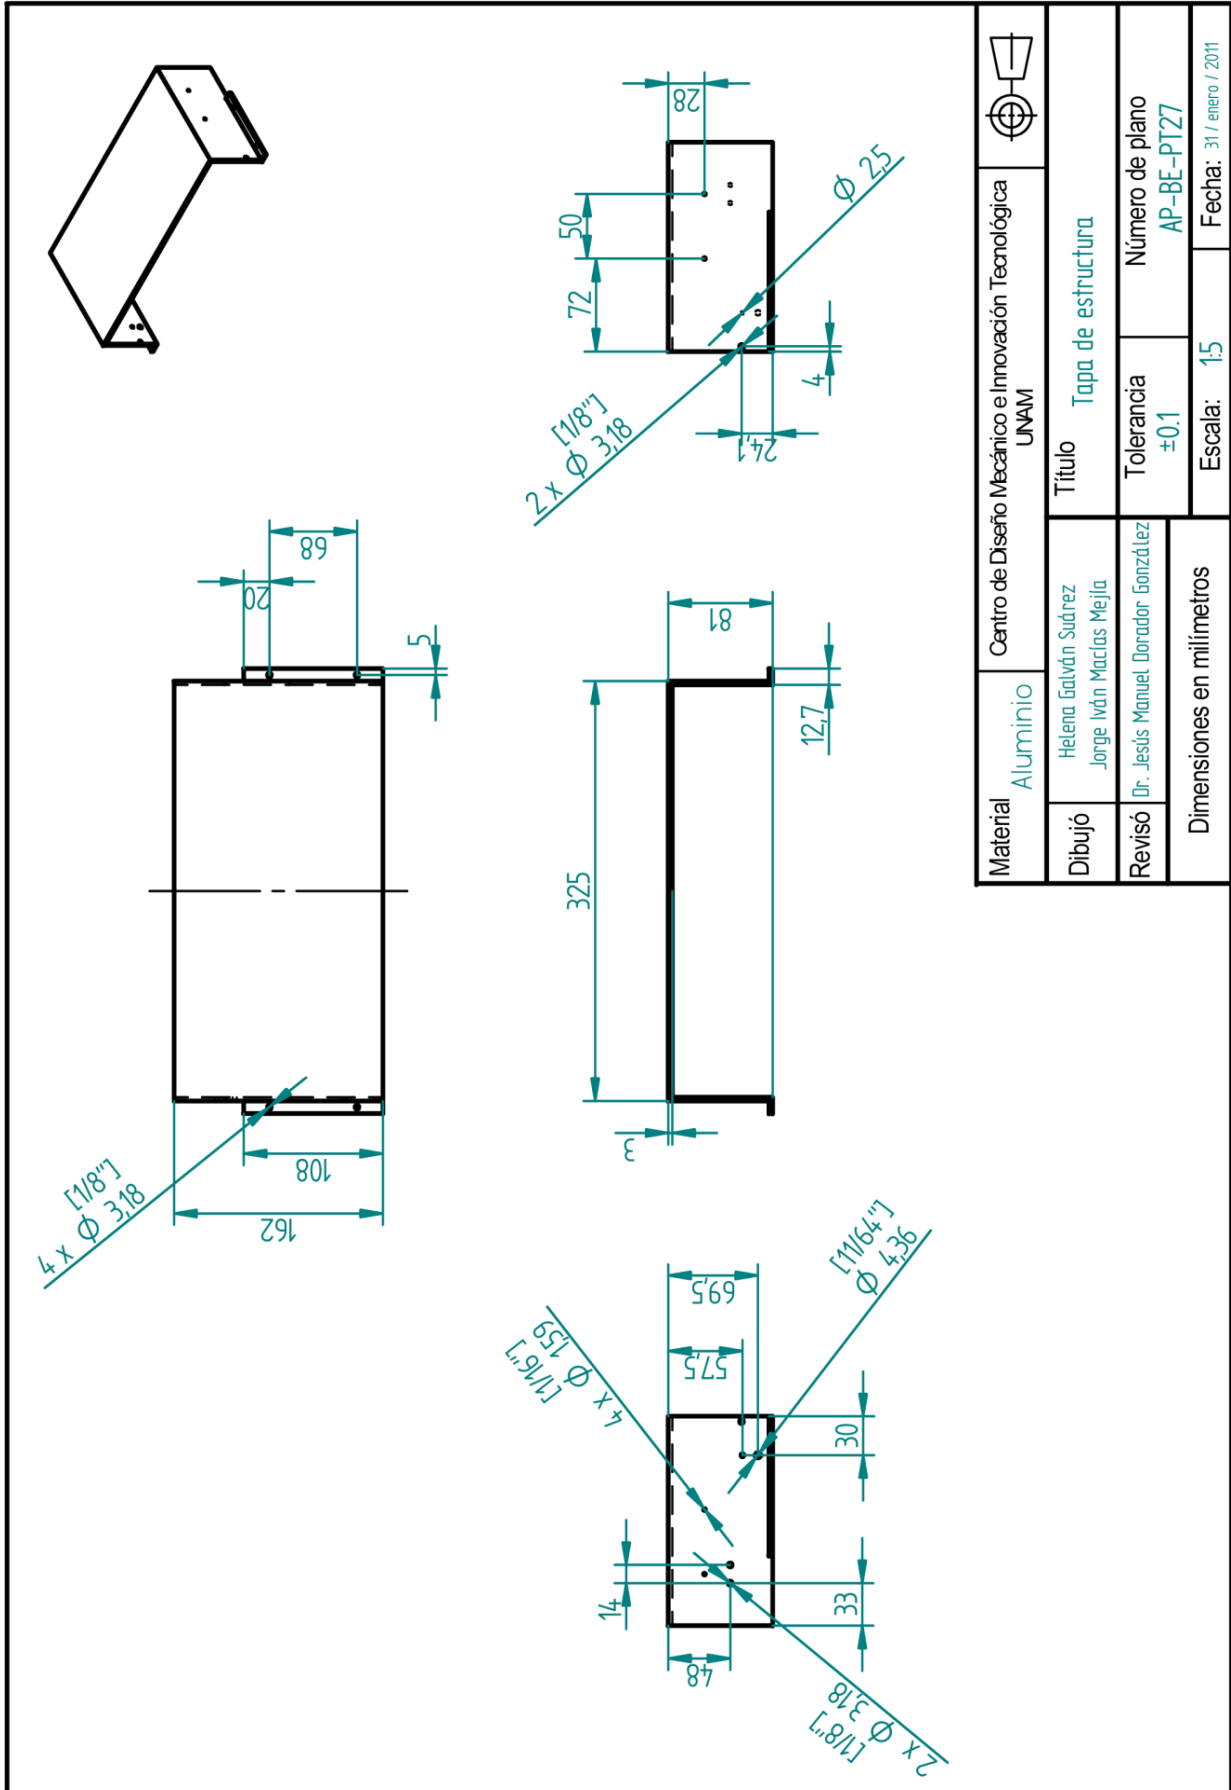 28
50
72
Φ 2,5
4
24,1
[1/8"]
2 x Φ 3,18
68
20
5
81
12,7
325
3
[1/8"]
4 x Φ 3,18
108
162
[11/64"]
Φ 4,36
69,5
57,5
[1/16"]
4 x Φ 1,59
30
14
33
48
[1/8"]
2 x Φ 3,18
Material
Aluminio
Centro de Diseño Mecánico e Innovación Tecnológica
UNAM
Dibujó
Helena Galván Suárez
Jorge Iván Macías Mejía
Título
Tapa de estructura
Revisó
Dr. Jesús Manuel Dorador González
Tolerancia
±0.1
Número de plano
AP-BE-PT27
Dimensiones en milímetros
Escala: 1:5
Fecha: 31 / enero / 2011